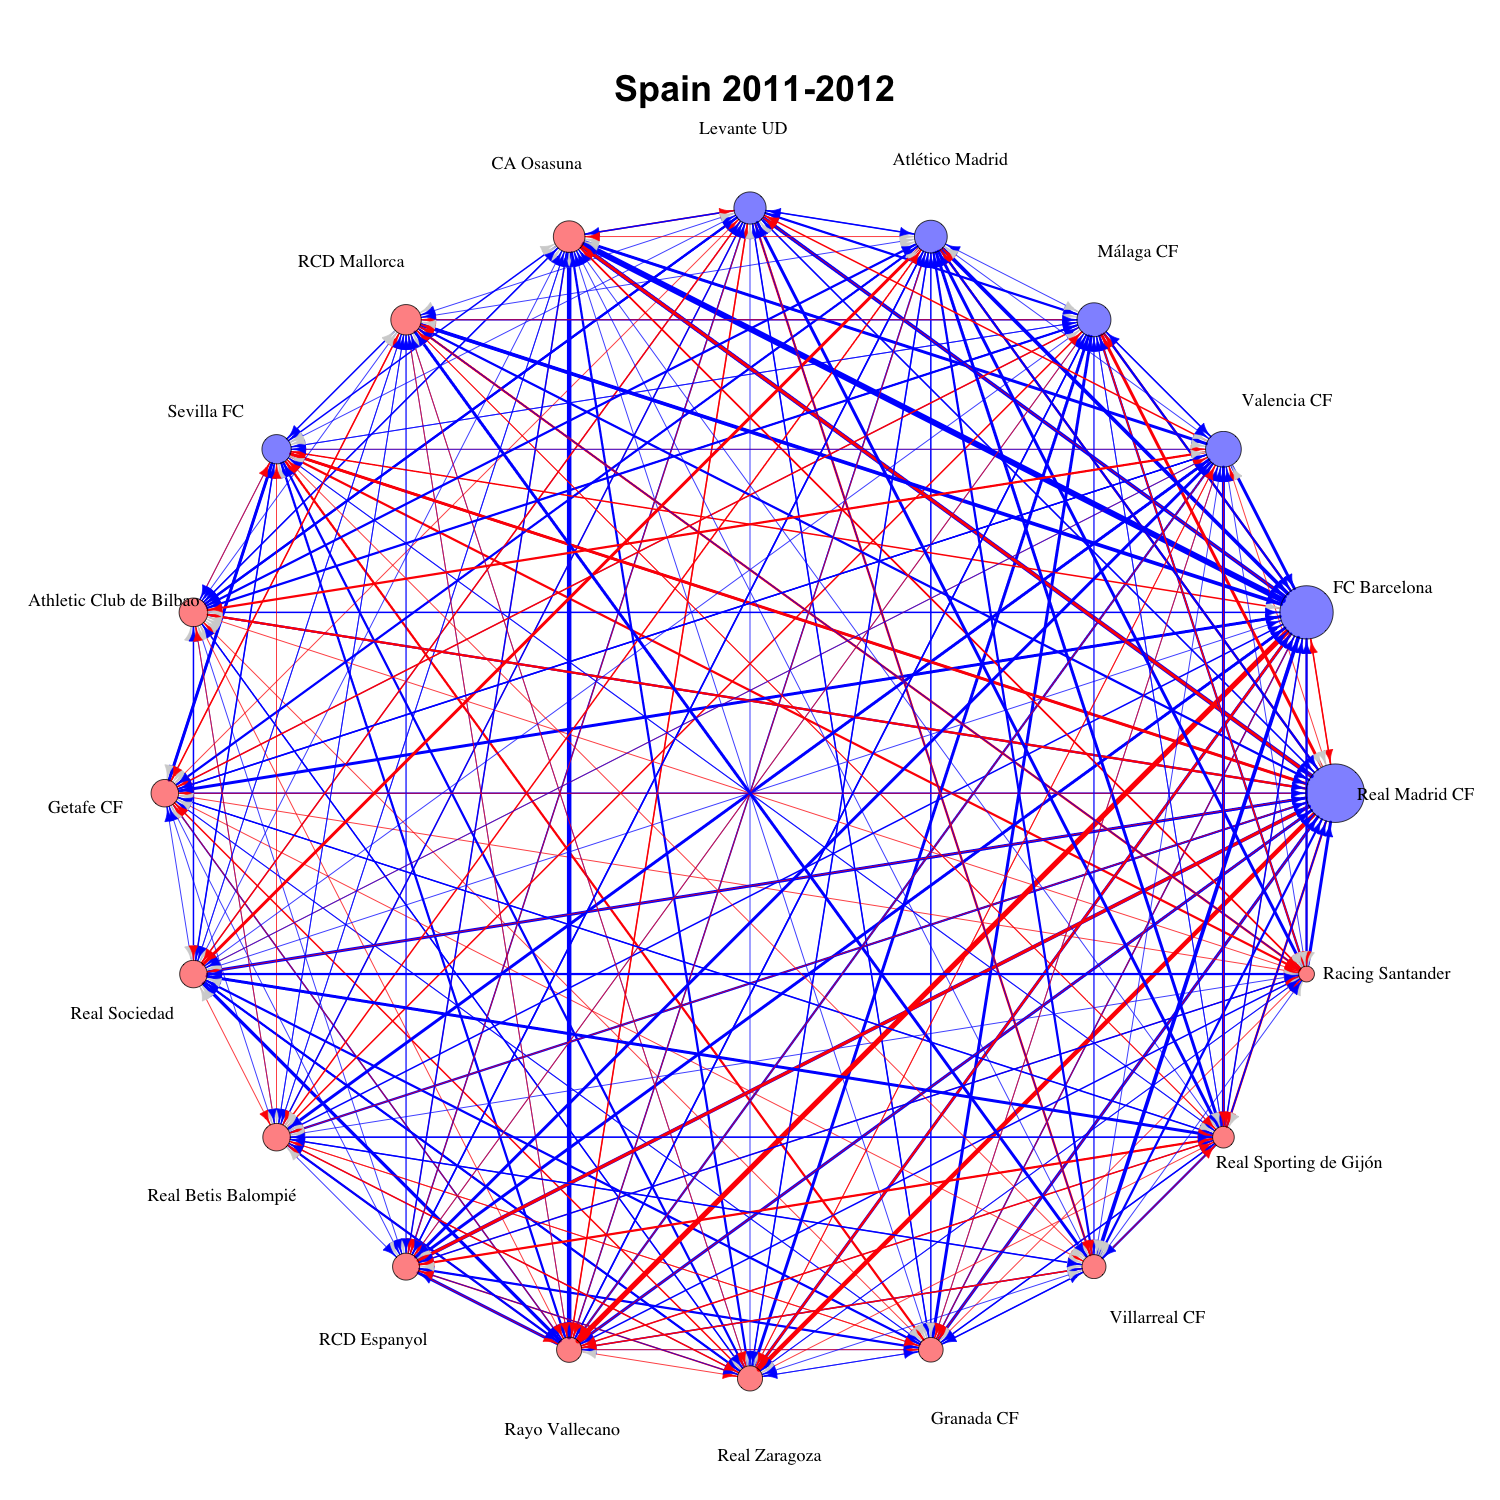 Spain 2011-2012
Levante UD
Atlético Madrid
CA Osasuna
Málaga CF
RCD Mallorca
Valencia CF
Sevilla FC
FC Barcelona
Athletic Club de Bilbao
Real Madrid CF
Getafe CF
Racing Santander
Real Sociedad
Real Sporting de Gijón
Real Betis Balompié
Villarreal CF
RCD Espanyol
Granada CF
Rayo Vallecano
Real Zaragoza